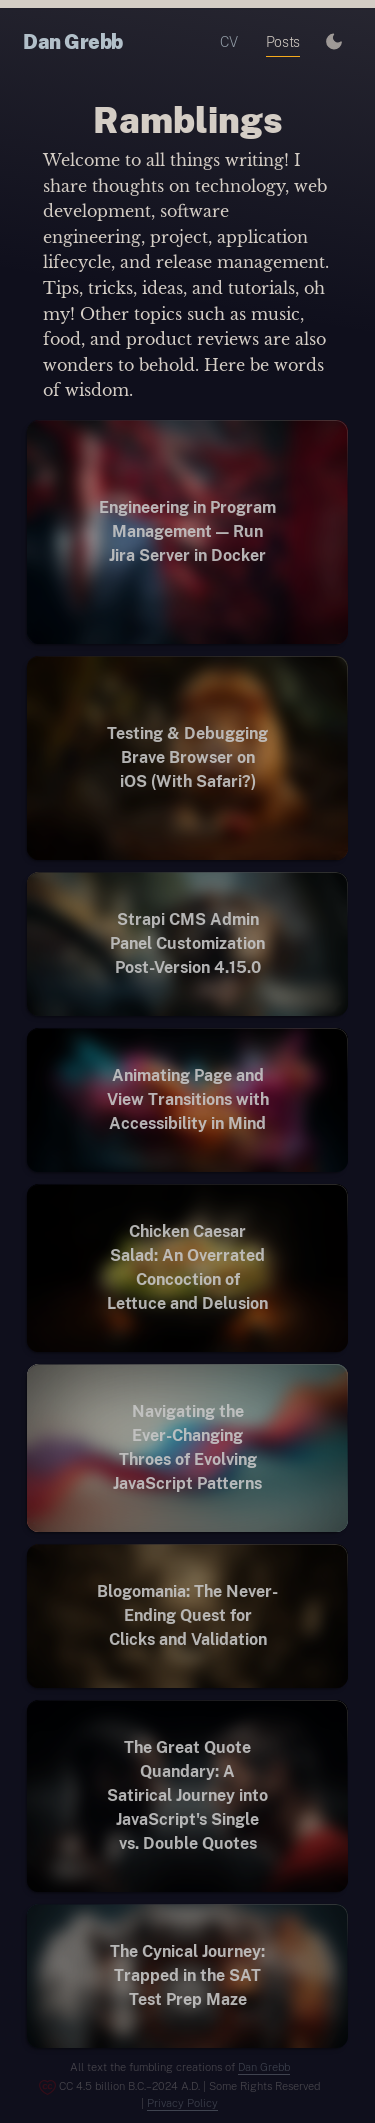 Dan Grebb
CV
Posts
Ramblings
Welcome to all things writing! I
share thoughts on technology, web
development, software
engineering, project, application
lifecycle, and release management.
Tips, tricks, ideas, and tutorials, oh
my! Other topics such as music,
food, and product reviews are also
wonders to behold. Here be words
of wisdom.
Engineering in Program
Management — Run
Jira Server in Docker
Testing & Debugging
Brave Browser on
iOS (With Safari?)
Strapi CMS Admin
Panel Customization
Post-Version 4.15.0
Animating Page and
View Transitions with
Accessibility in Mind
Chicken Caesar
Salad: An Overrated
Concoction of
Lettuce and Delusion
Navigating the
Ever-Changing
Throes of Evolving
JavaScript Patterns
Blogomania: The Never-
Ending Quest for
Clicks and Validation
The Great Quote
Quandary: A
Satirical Journey into
JavaScript's Single
vs. Double Quotes
The Cynical Journey:
Trapped in the SAT
Test Prep Maze
All text the fumbling creations of Dan Grebb
CC 4.5 billion B.C.–2024 A.D. | Some Rights Reserved
| Privacy Policy